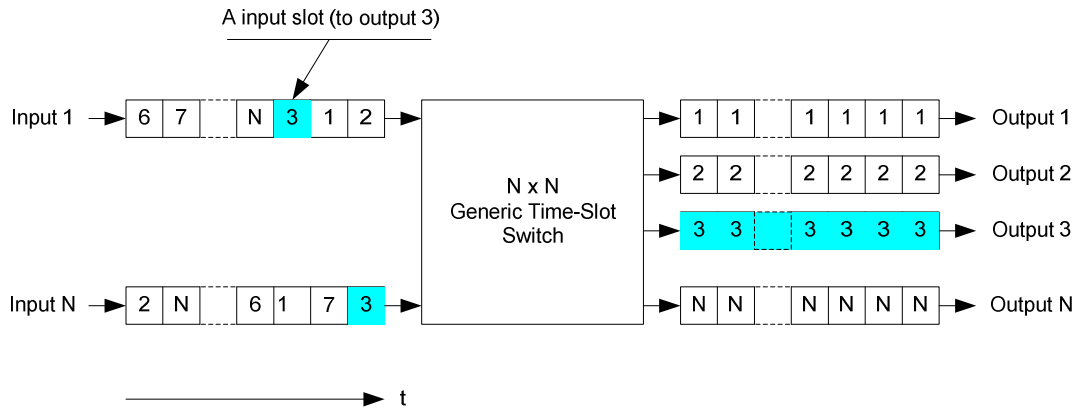 A input slot (to output 3)
Input 1
6 7 N 3 1 2
1 1 1 1 1 1
Output 1
2 2 2 2 2 2
Output 2
N x N
Generic Time-Slot
Switch
3 3 3 3 3 3
Output 3
Input N
2 N 6 1 7 3
N N N N N N
Output N
t